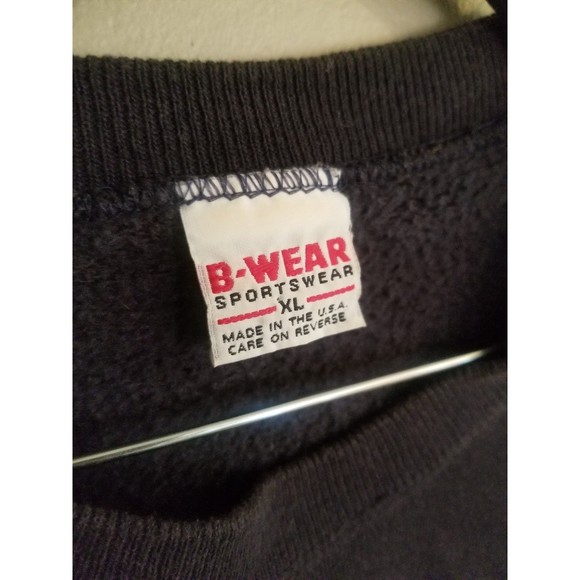 B-WEAR
SPORTSWEAR
XL
MADE IN THE U.S.A.
CARE ON REVERSE